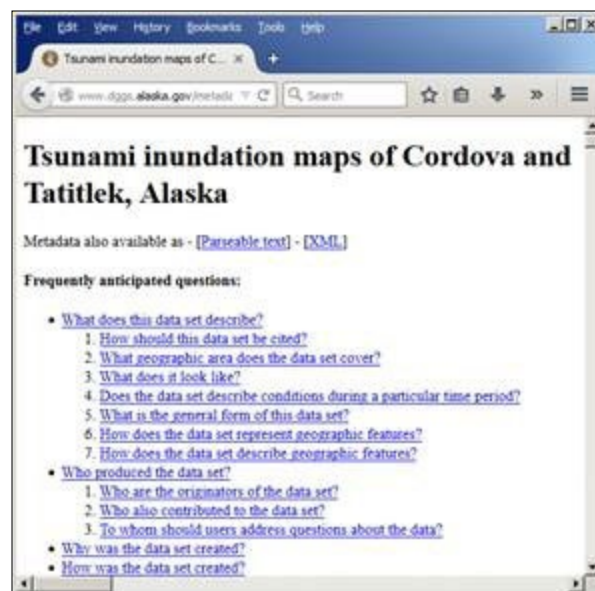 File Edit View History Bookmarks Tools Help
Tsunami inundation maps of C...
www.dggs.alaska.gov/metada
Search
Tsunami inundation maps of Cordova and
Tatitlek, Alaska
Metadata also available as - [Parseable text] - [XML]
Frequently anticipated questions:
• What does this data set describe?
1. How should this data set be cited?
2. What geographic area does the data set cover?
3. What does it look like?
4. Does the data set describe conditions during a particular time period?
5. What is the general form of this data set?
6. How does the data set represent geographic features?
7. How does the data set describe geographic features?
• Who produced the data set?
1. Who are the originators of the data set?
2. Who also contributed to the data set?
3. To whom should users address questions about the data?
• Why was the data set created?
• How was the data set created?